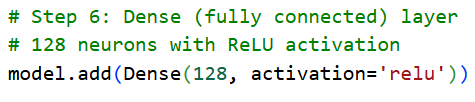 # Step 6: Dense (fully connected) layer
# 128 neurons with ReLU activation
model.add(Dense(128, activation='relu'))